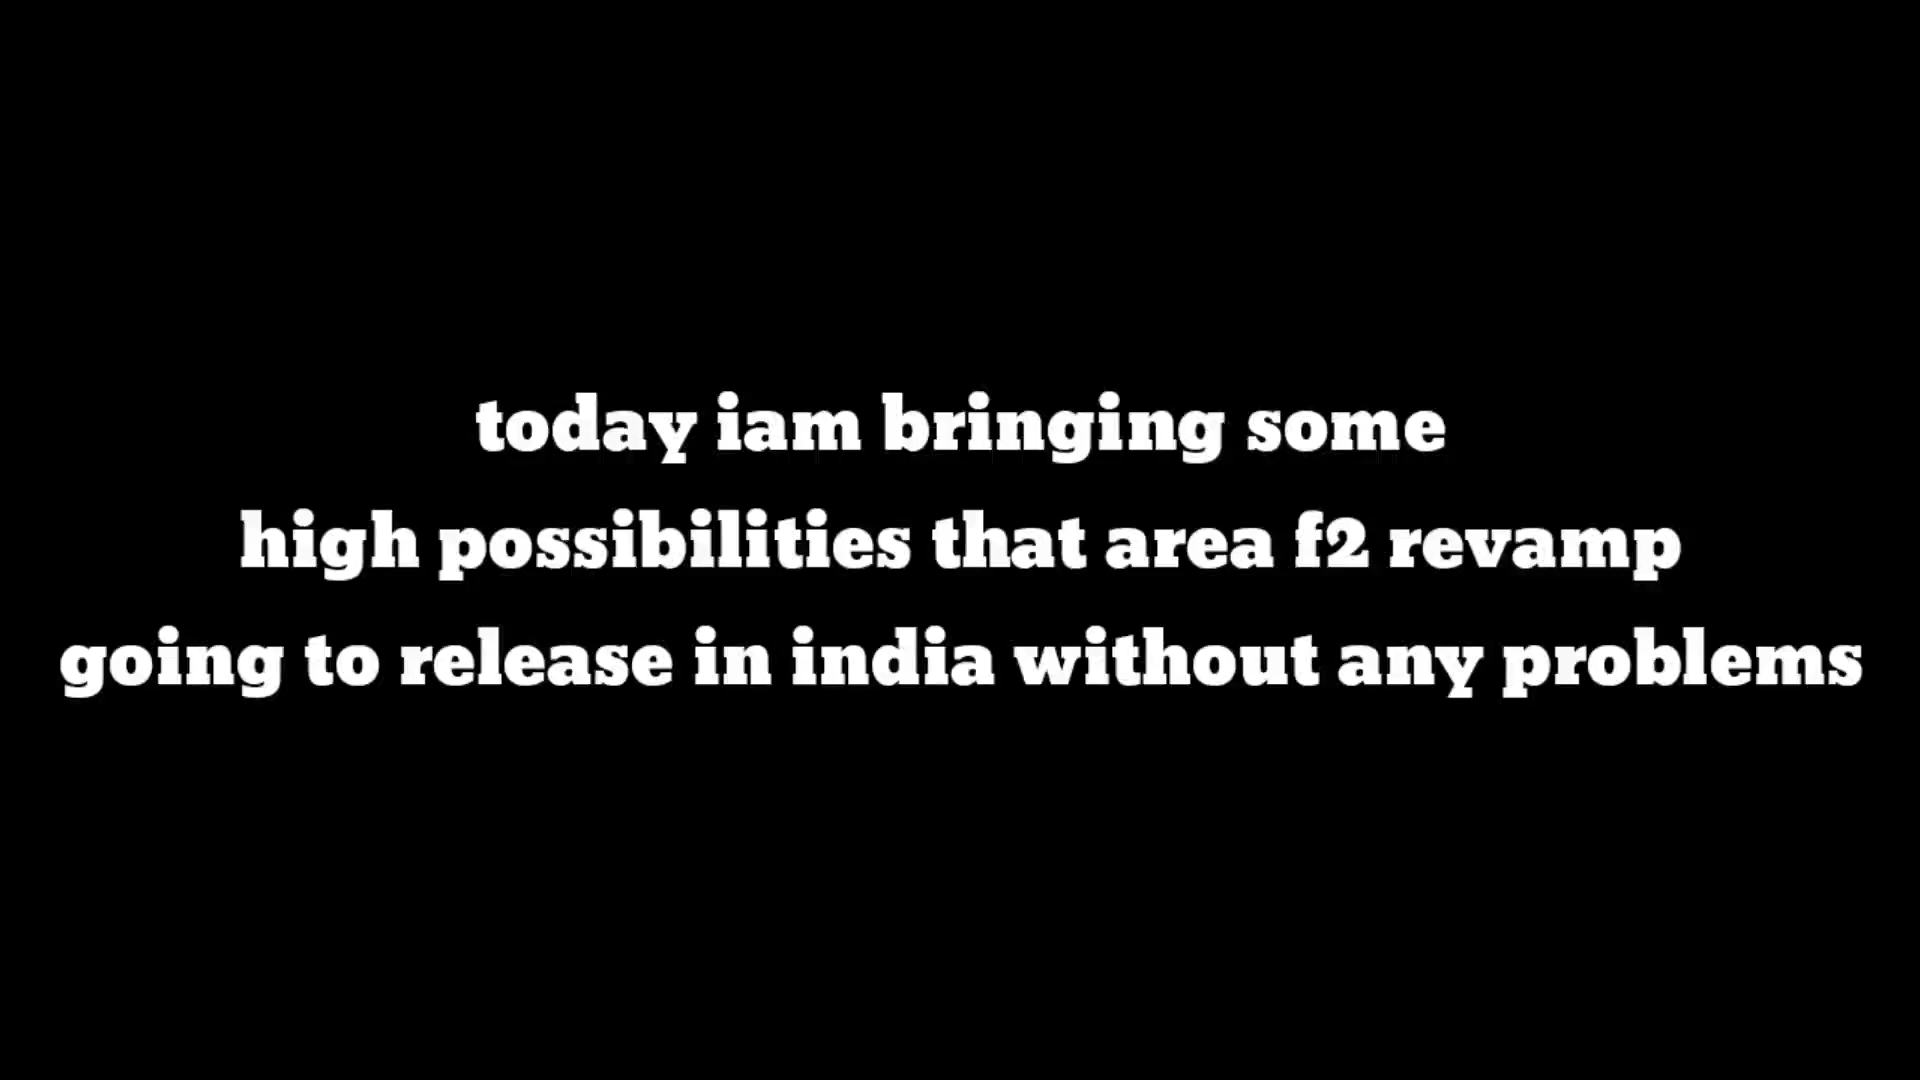 today iam bringing some
high possibilities that area f2 revamp
going to release in india without any problems